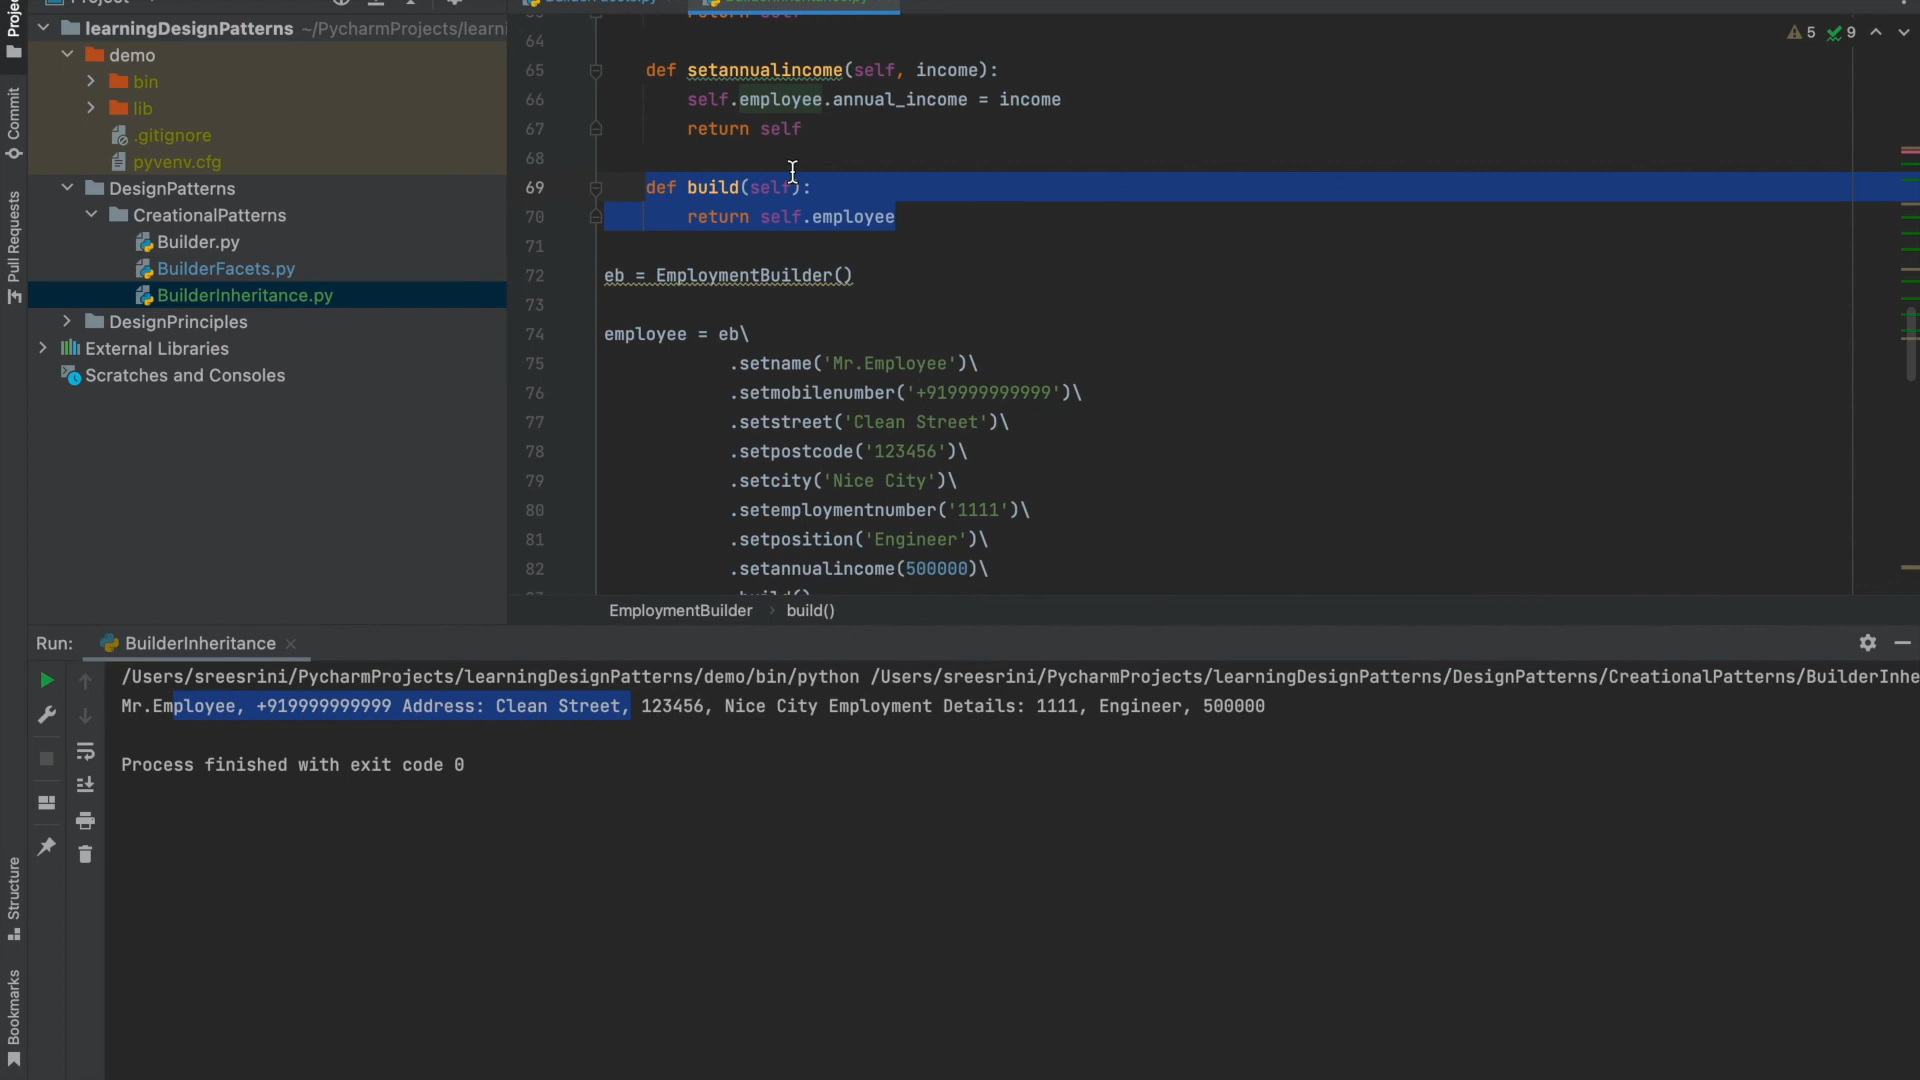 Project
learningDesignPatterns ~/PycharmProjects/learni
demo
bin
lib
.gitignore
pyvenv.cfg
DesignPatterns
CreationalPatterns
Builder.py
BuilderFacets.py
BuilderInheritance.py
DesignPrinciples
External Libraries
Scratches and Consoles
Commit
Pull Requests
Structure
Bookmarks
64
65 def setannualincome(self, income):
66 self.employee.annual_income = income
67 return self
68
69 def build(self):
70 return self.employee
71
72 eb = EmploymentBuilder()
73
74 employee = eb\
75 .setname('Mr.Employee')\
76 .setmobilenumber('+919999999999')\
77 .setstreet('Clean Street')\
78 .setpostcode('123456')\
79 .setcity('Nice City')\
80 .setemploymentnumber('1111')\
81 .setposition('Engineer')\
82 .setannualincome(500000)\
5 9
EmploymentBuilder > build()
Run: BuilderInheritance
/Users/sreesrini/PycharmProjects/learningDesignPatterns/demo/bin/python /Users/sreesrini/PycharmProjects/learningDesignPatterns/DesignPatterns/CreationalPatterns/BuilderInhe
Mr.Employee, +919999999999 Address: Clean Street, 123456, Nice City Employment Details: 1111, Engineer, 500000
Process finished with exit code 0